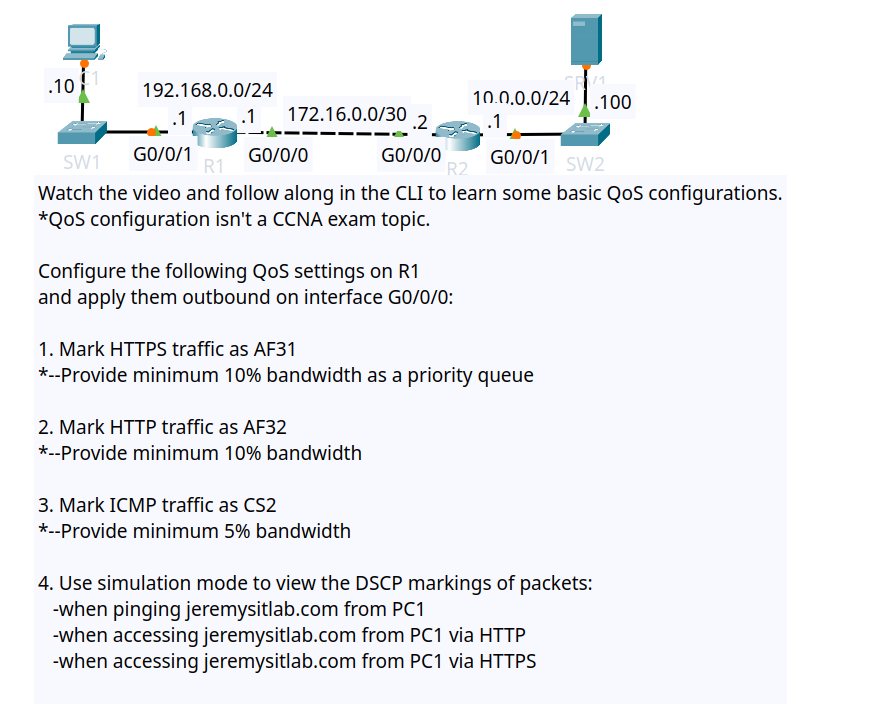 C1
SRV1
.10
192.168.0.0/24
10.0.0.0/24
.100
.1
.1
172.16.0.0/30
.2
.1
SW1
G0/0/1
R1
G0/0/0
G0/0/0
R2
G0/0/1
SW2
Watch the video and follow along in the CLI to learn some basic QoS configurations.
*QoS configuration isn't a CCNA exam topic.
Configure the following QoS settings on R1
and apply them outbound on interface G0/0/0:
1. Mark HTTPS traffic as AF31
*--Provide minimum 10% bandwidth as a priority queue
2. Mark HTTP traffic as AF32
*--Provide minimum 10% bandwidth
3. Mark ICMP traffic as CS2
*--Provide minimum 5% bandwidth
4. Use simulation mode to view the DSCP markings of packets:
-when pinging jeremysitlab.com from PC1
-when accessing jeremysitlab.com from PC1 via HTTP
-when accessing jeremysitlab.com from PC1 via HTTPS